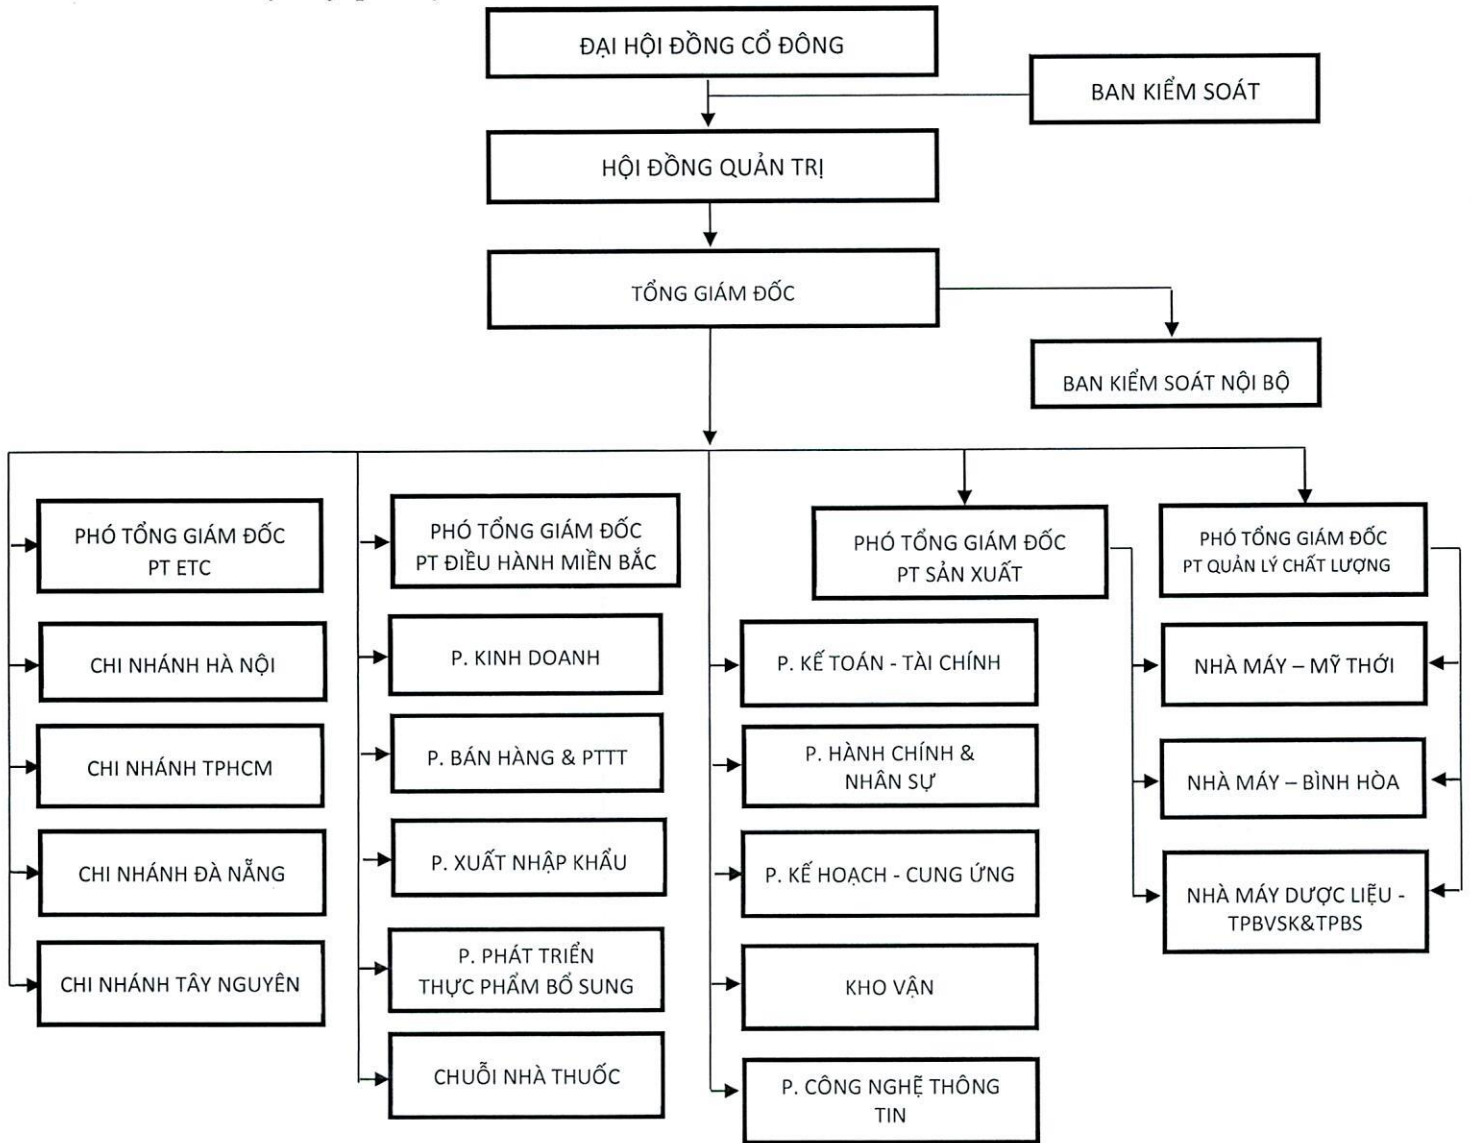 ĐẠI HỘI ĐỒNG CỔ ĐÔNG
BAN KIỂM SOÁT
HỘI ĐỒNG QUẢN TRỊ
TỔNG GIÁM ĐỐC
BAN KIỂM SOÁT NỘI BỘ
PHÓ TỔNG GIÁM ĐỐC
PT ETC
CHI NHÁNH HÀ NỘI
CHI NHÁNH TPHCM
CHI NHÁNH ĐÀ NẴNG
CHI NHÁNH TÂY NGUYÊN
PHÓ TỔNG GIÁM ĐỐC
PT ĐIỀU HÀNH MIỀN BẮC
P. KINH DOANH
P. BÁN HÀNG & PTTT
P. XUẤT NHẬP KHẨU
P. PHÁT TRIỂN
THỰC PHẨM BỔ SUNG
CHUỖI NHÀ THUỐC
P. KẾ TOÁN - TÀI CHÍNH
P. HÀNH CHÍNH &
NHÂN SỰ
P. KẾ HOẠCH - CUNG ỨNG
KHO VẬN
P. CÔNG NGHỆ THÔNG
TIN
PHÓ TỔNG GIÁM ĐỐC
PT SẢN XUẤT
PHÓ TỔNG GIÁM ĐỐC
PT QUẢN LÝ CHẤT LƯỢNG
NHÀ MÁY – MỸ THỚI
NHÀ MÁY – BÌNH HÒA
NHÀ MÁY DƯỢC LIỆU -
TPBVSK&TPBS